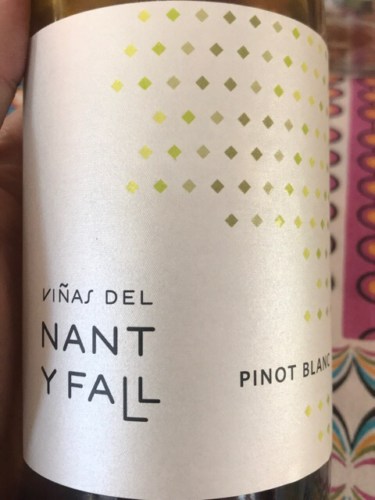 VIÑAS DEL
NANT
Y FALL
PINOT BLANC